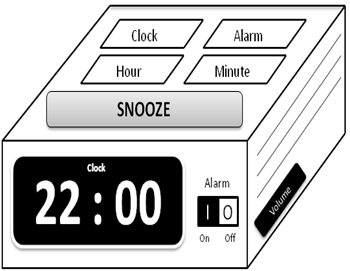 Clock Alarm
Hour Minute
SNOOZE
Clock
22 : 00
Alarm
I O
On Off
Volume